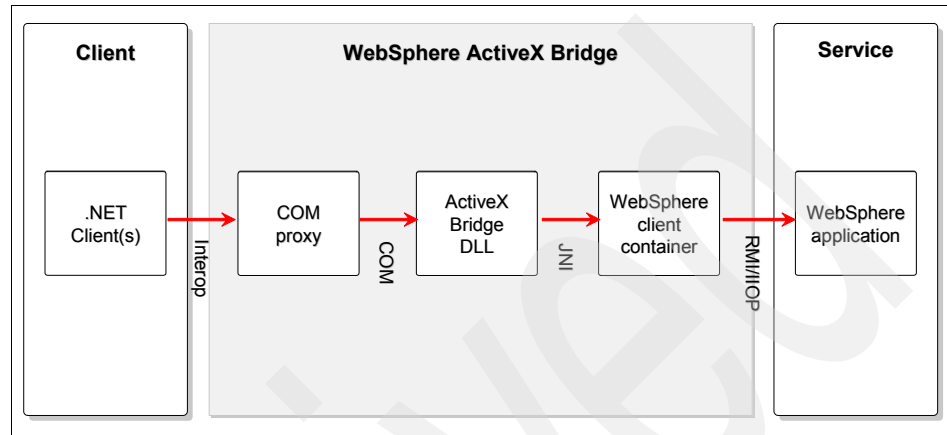 Client
WebSphere ActiveX Bridge
Service
.NET
Client(s)
Interop
COM
proxy
COM
ActiveX
Bridge
DLL
JNI
WebSphere
client
container
RMI/IIOP
WebSphere
application